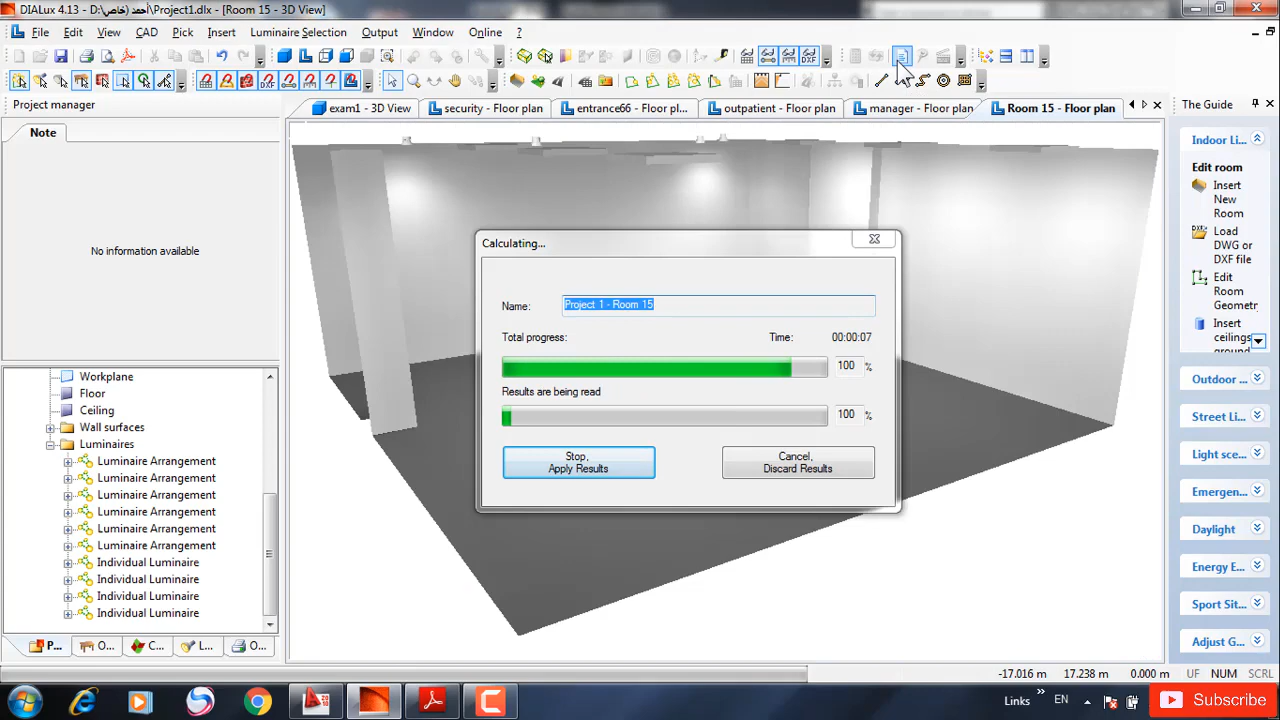 DIALux 4.13 - D:\أحمد (خاص)\Project1.dlx - [Room 15 - 3D View]
File Edit View CAD Pick Insert Luminaire Selection Output Window Online ?
Project manager
exam1 - 3D View security - Floor plan entrance66 - Floor pl... outpatient - Floor plan manager - Floor plan Room 15 - Floor plan
The Guide
Note
No information available
Workplane
Floor
Ceiling
Wall surfaces
Luminaires
Luminaire Arrangement
Luminaire Arrangement
Luminaire Arrangement
Luminaire Arrangement
Luminaire Arrangement
Luminaire Arrangement
Individual Luminaire
Individual Luminaire
Individual Luminaire
Individual Luminaire
P... O... C... L... O...
Calculating...
Name: Project 1 - Room 15
Total progress: Time: 00:00:07
100 %
Results are being read
100 %
Stop,
Apply Results
Cancel,
Discard Results
Indoor Li...
Edit room
Insert
New
Room
Load
DWG or
DXF file
Edit
Room
Geometr
Insert
ceilings
ground
Outdoor ...
Street Li...
Light sce...
Emergen...
Daylight
Energy E...
Sport Sit...
Adjust G...
-17.016 m 17.238 m 0.000 m UF NUM SCRL
Links EN
Subscribe